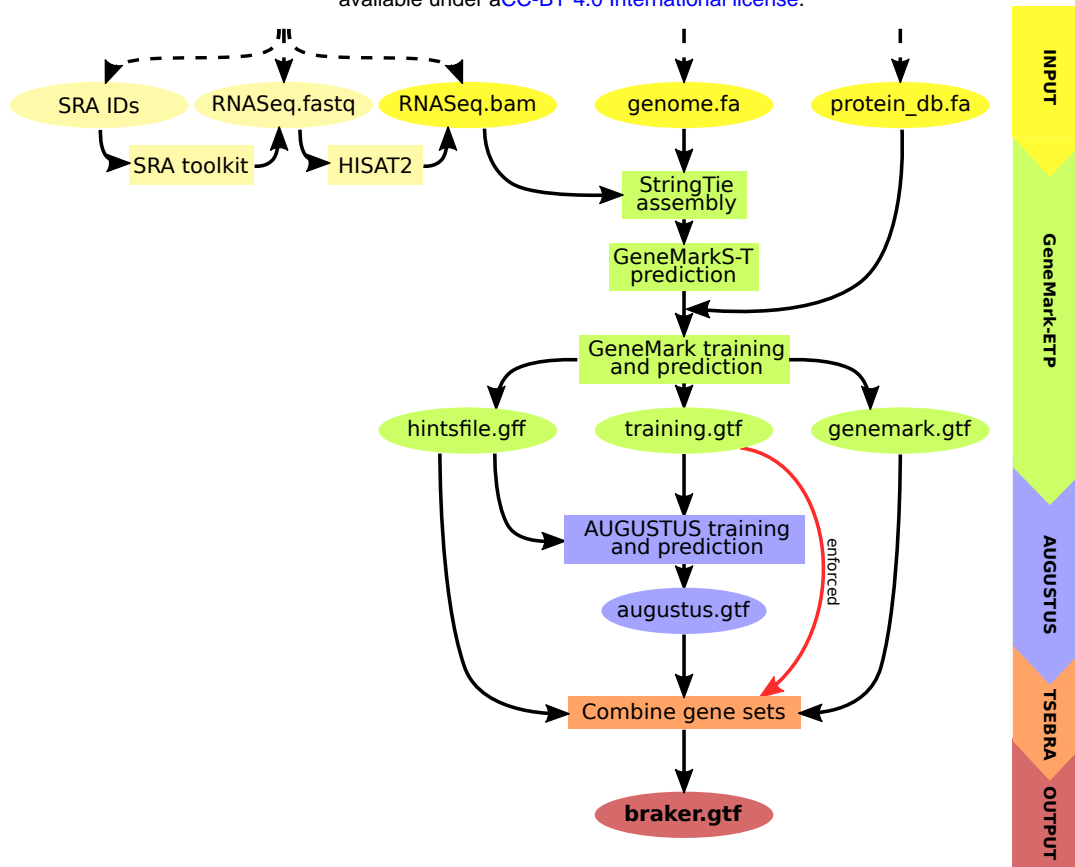 available under aCC-BY 4.0 International license.
SRA IDs
RNASeq.fastq
RNASeq.bam
genome.fa
protein_db.fa
SRA toolkit
HISAT2
StringTie
assembly
GeneMarkS-T
prediction
GeneMark training
and prediction
hintsfile.gff
training.gtf
genemark.gtf
AUGUSTUS training
and prediction
enforced
augustus.gtf
Combine gene sets
braker.gtf
INPUT
GeneMark-ETP
AUGUSTUS
TSEBRA
OUTPUT